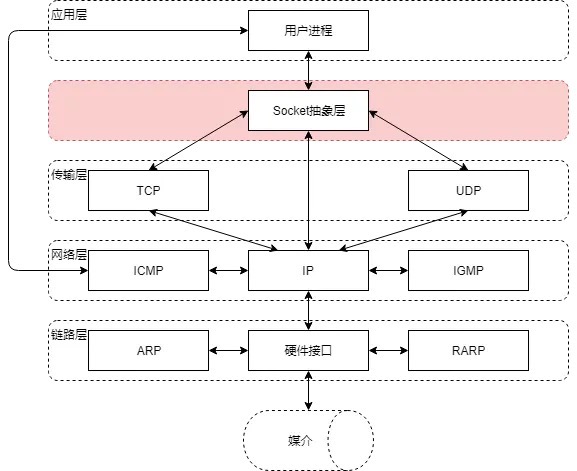 应用层
用户进程
Socket抽象层
传输层
TCP
UDP
网络层
ICMP
IP
IGMP
链路层
ARP
硬件接口
RARP
媒介